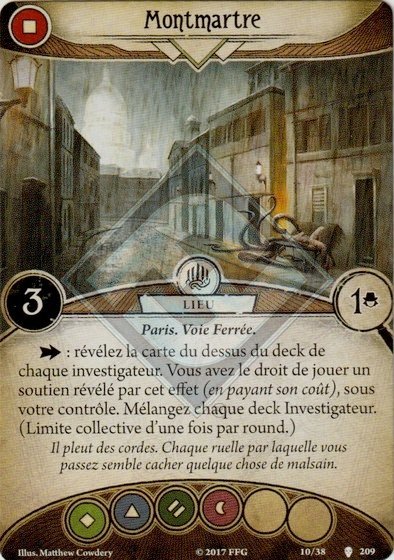 Montmartre
3
LIEU
1
Paris. Voie Ferrée.
: révélez la carte du dessus du deck de
chaque investigateur. Vous avez le droit de jouer un
soutien révélé par cet effet (en payant son coût), sous
votre contrôle. Mélangez chaque deck Investigateur.
(Limite collective d'une fois par round.)
Il pleut des cordes. Chaque ruelle par laquelle vous
passez semble cacher quelque chose de malsain.
Illus. Matthew Cowdery © 2017 FFG 10/38 209